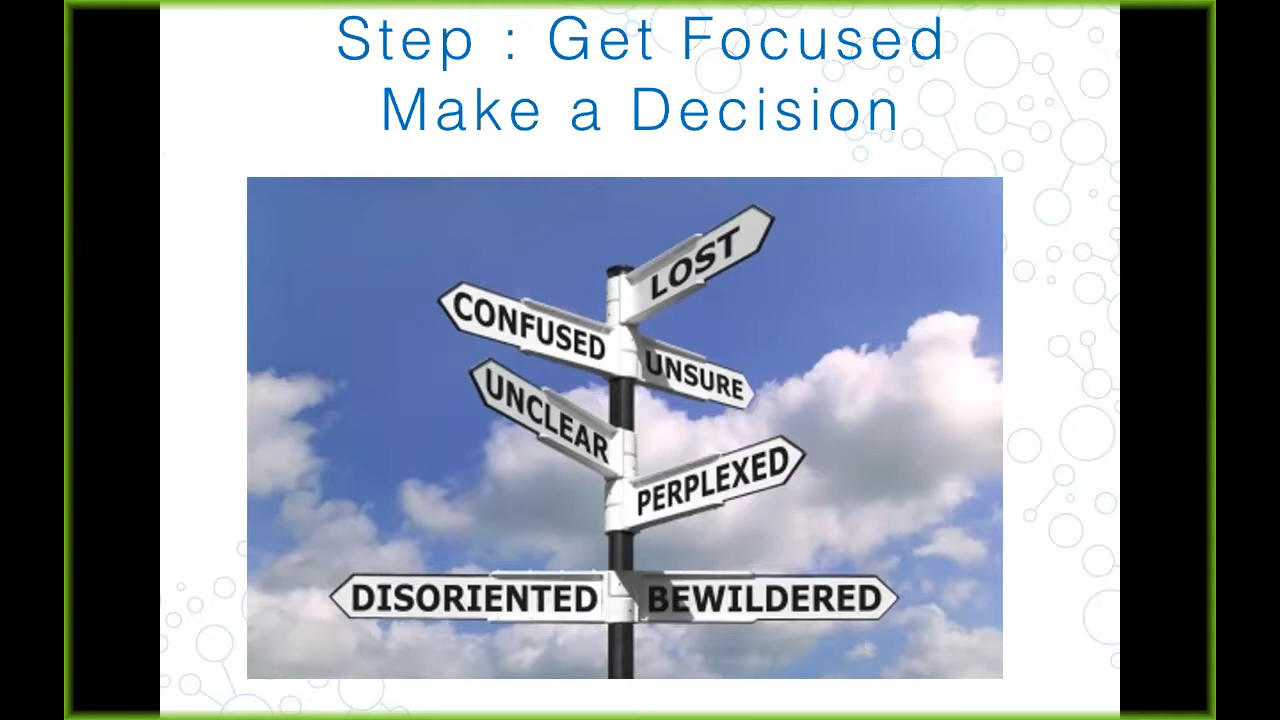 Step : Get Focused
Make a Decision
LOST
CONFUSED
UNSURE
UNCLEAR
PERPLEXED
DISORIENTED
BEWILDERED